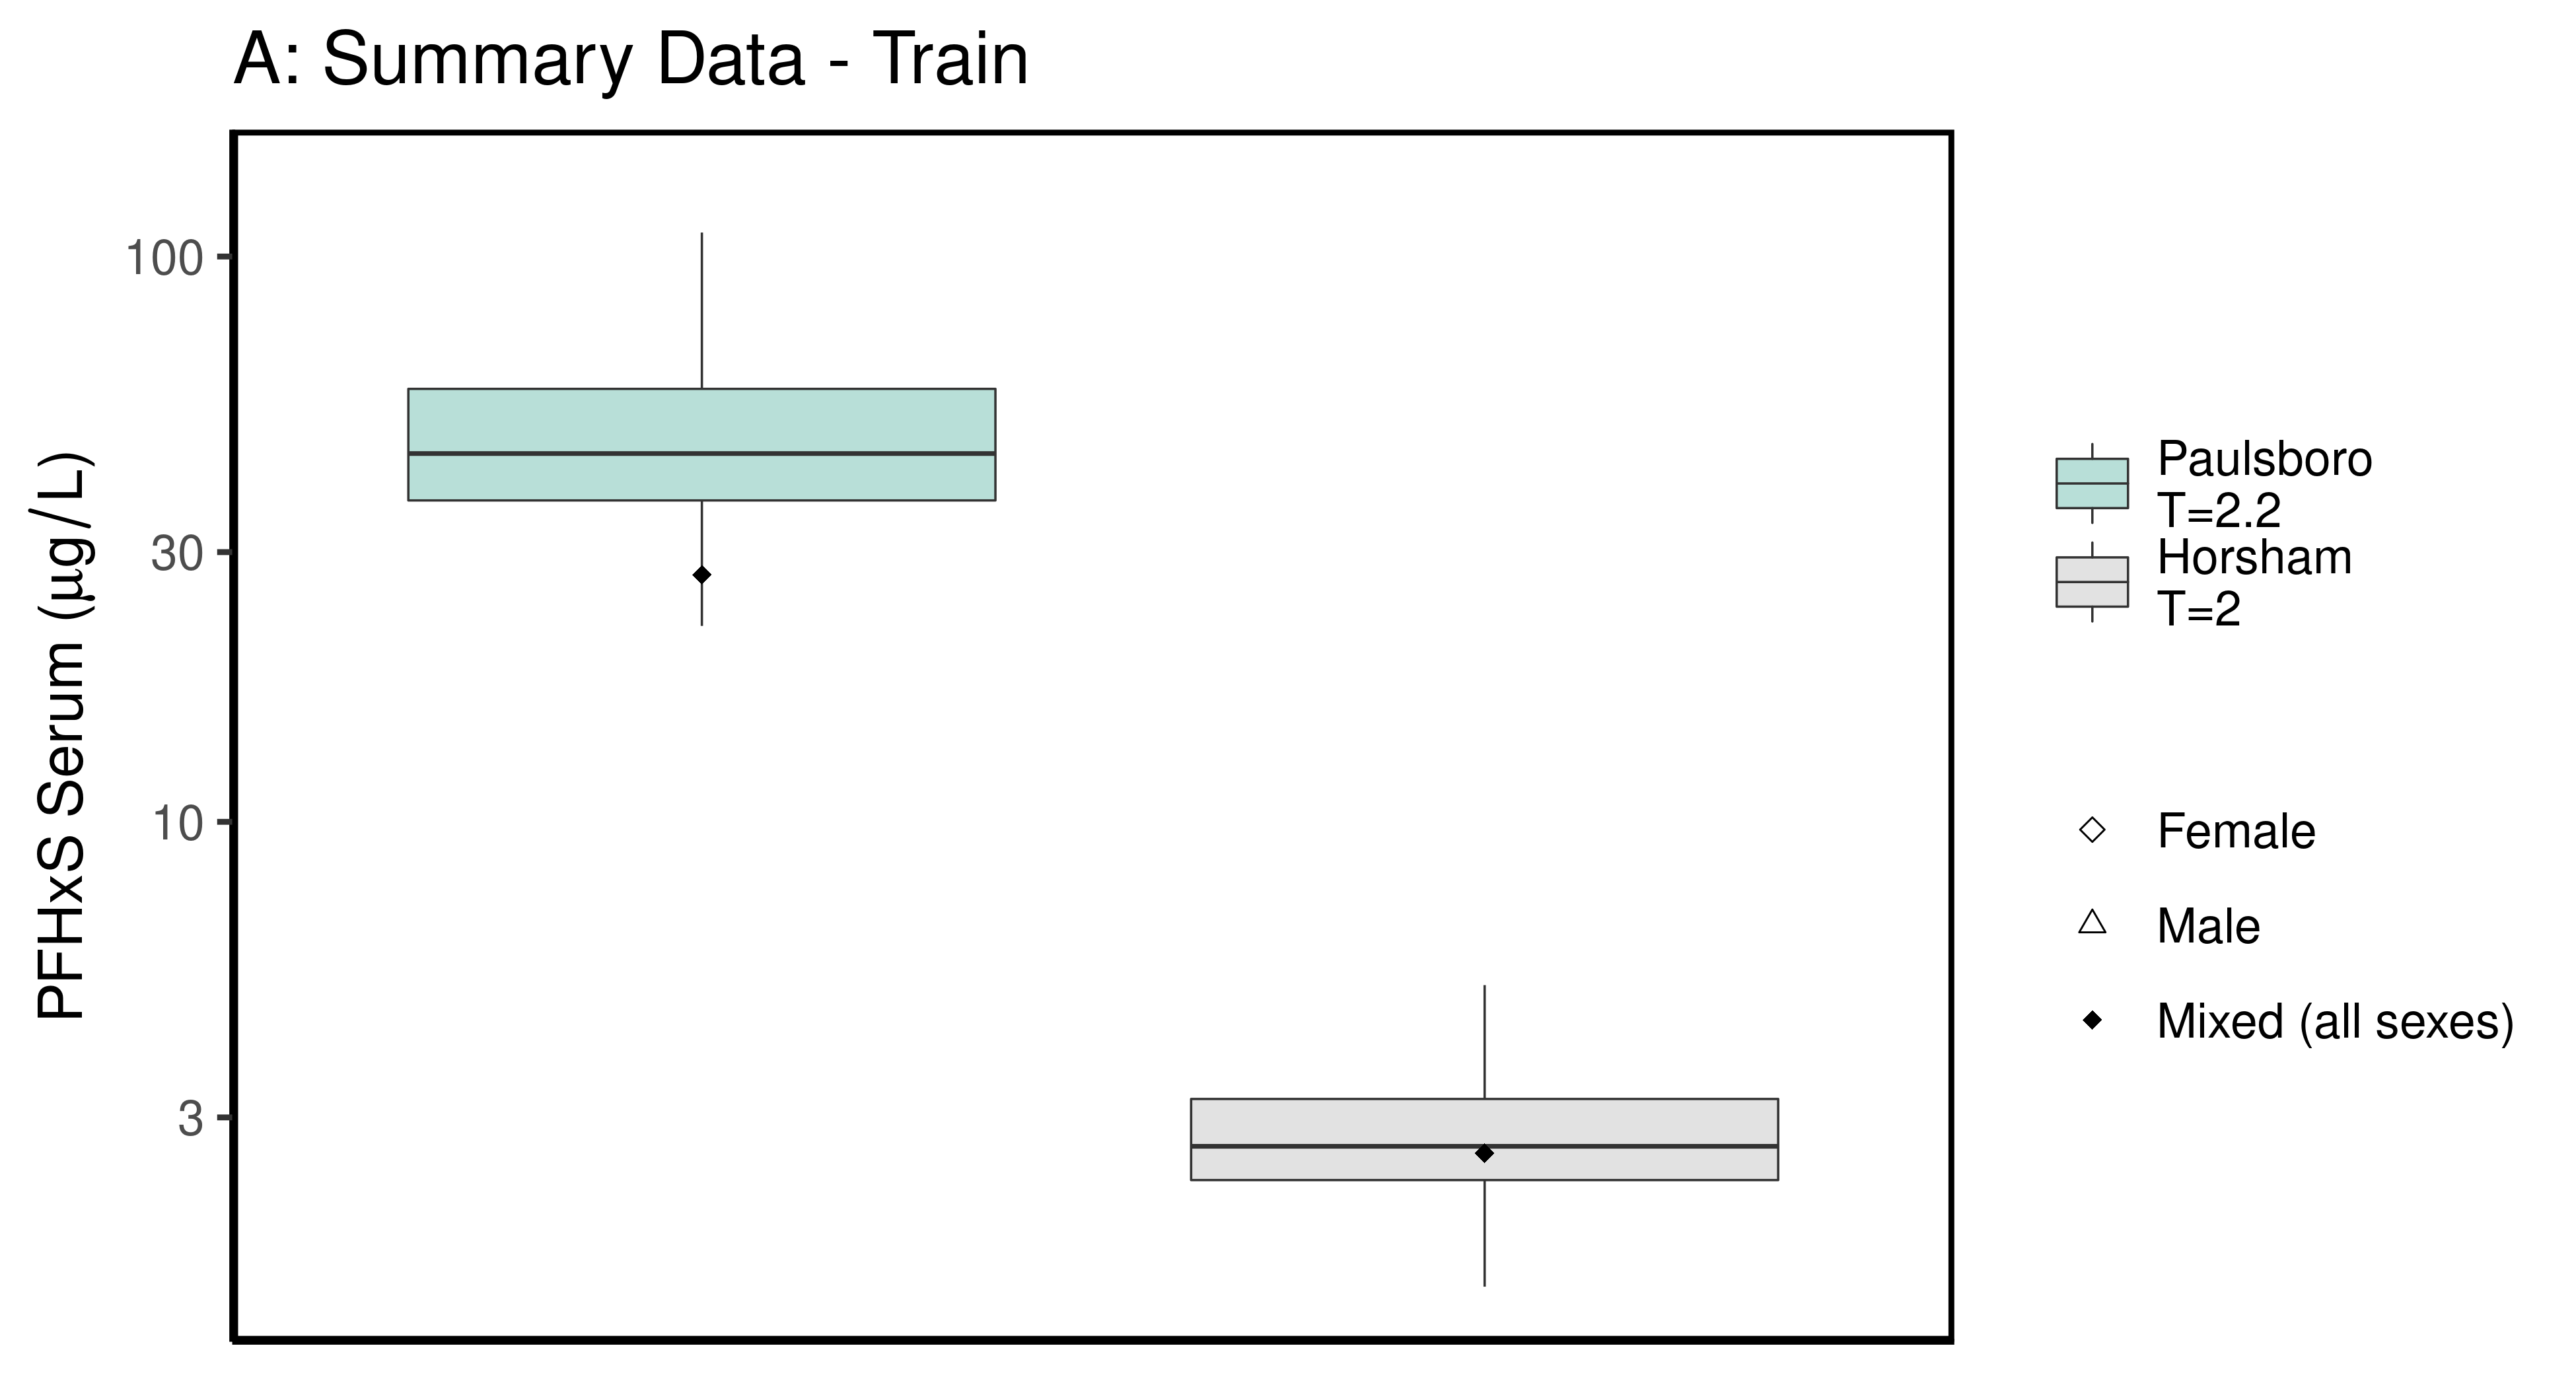 A: Summary Data - Train
PFHxS Serum (μg/L)
100
30
10
3
Paulsboro
T=2.2
Horsham
T=2
Female
Male
Mixed (all sexes)